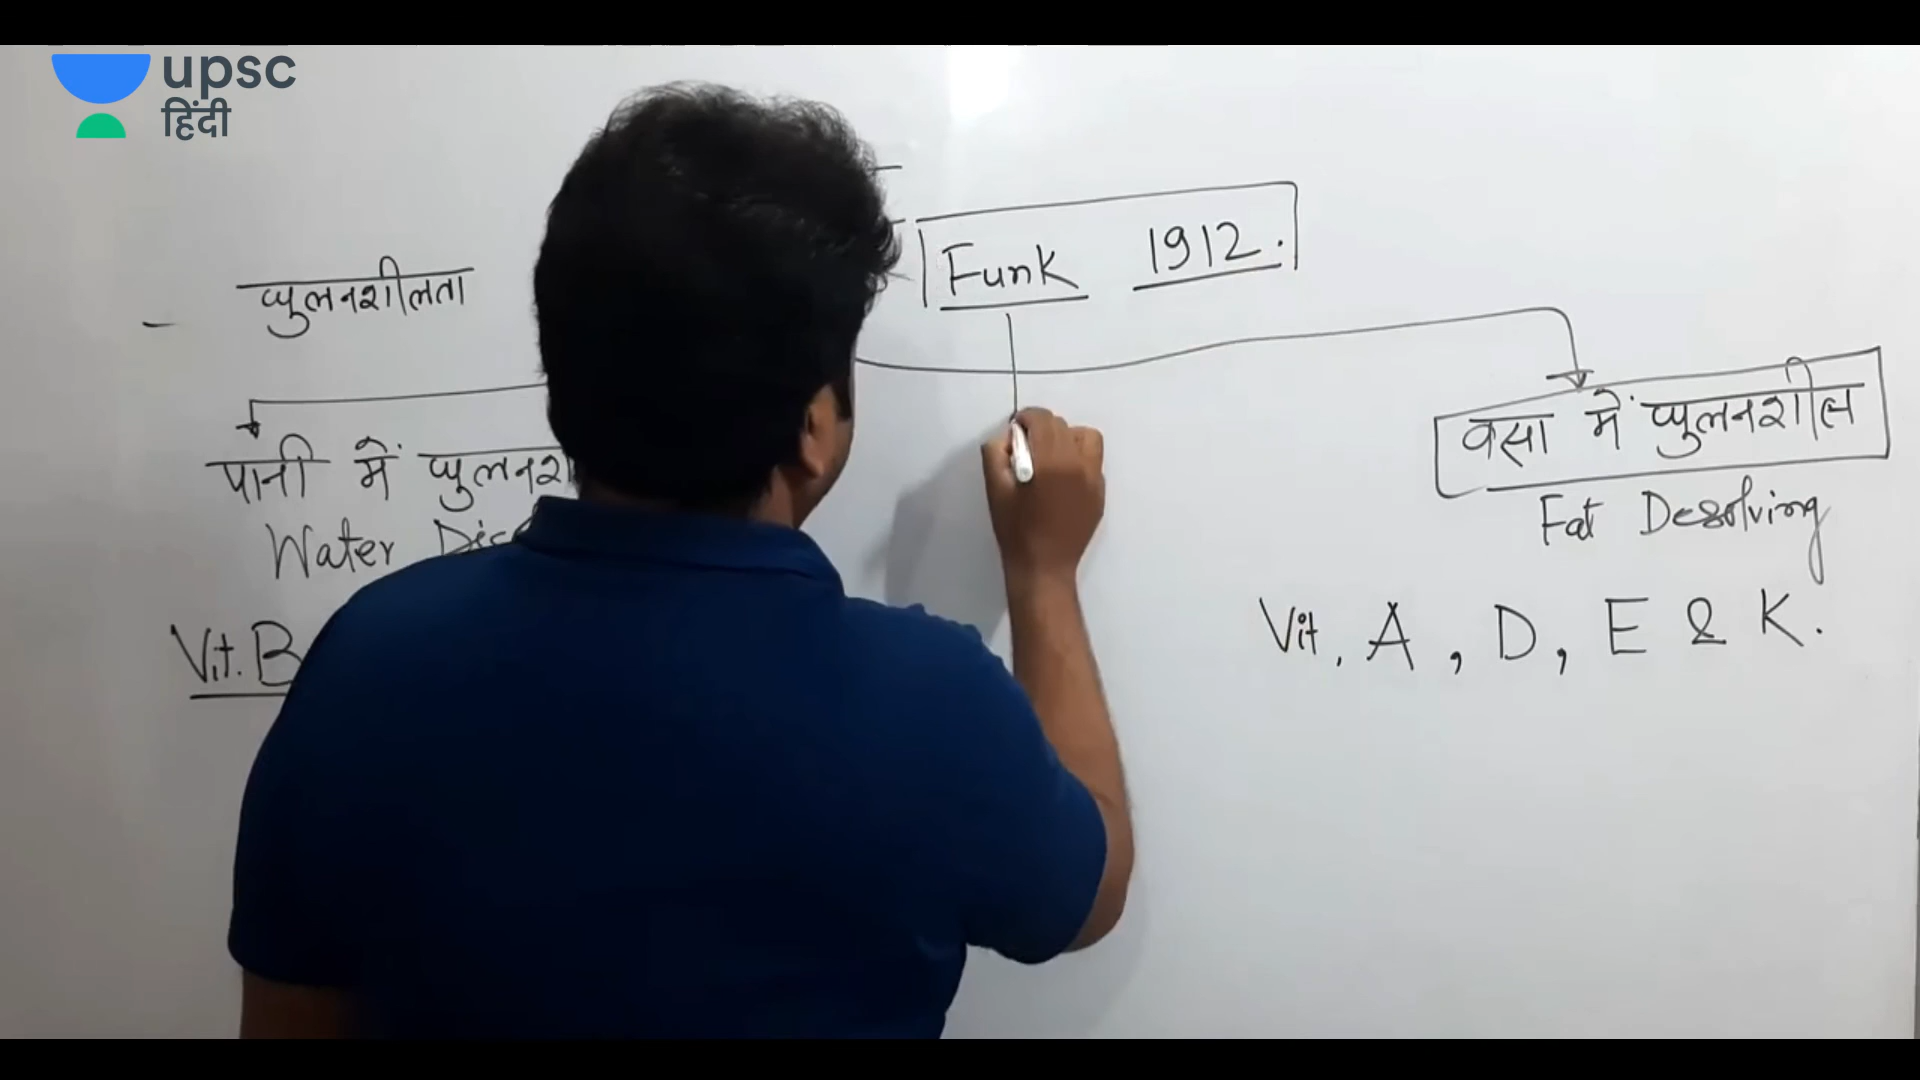 upsc
हिंदी
Funk 1912.
घुलनशीलता
वसा में घुलनशील
पानी में
Fat Desolving
Water
Vit. A, D, E & K.
Vit. B